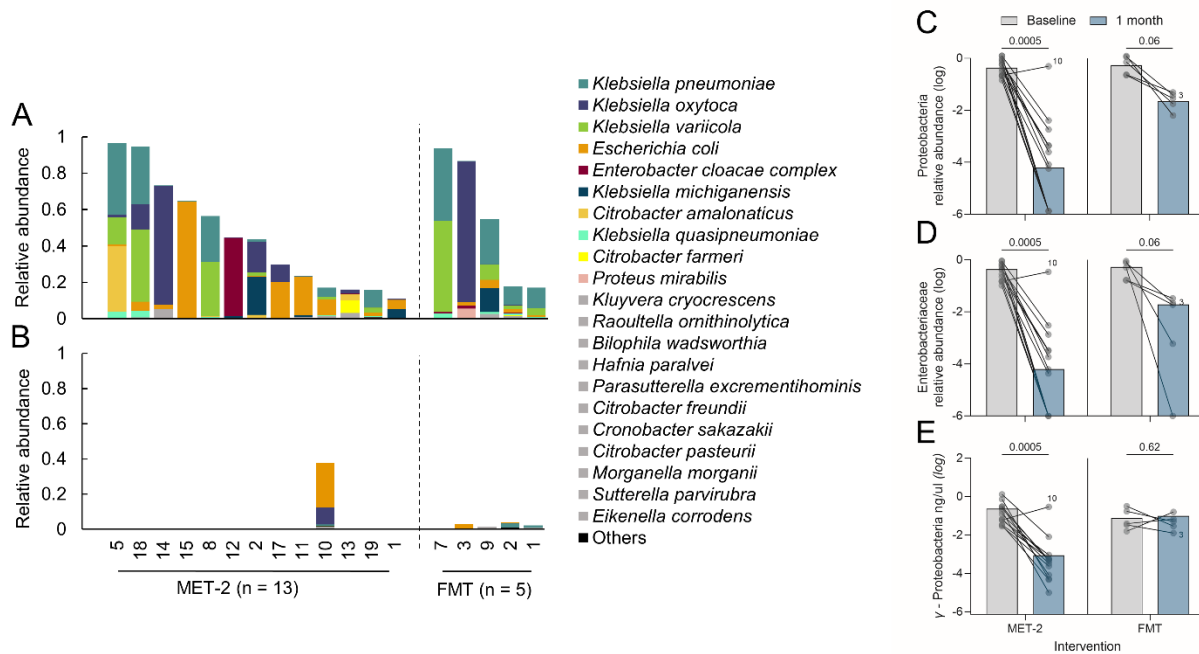 A
Relative abundance
1
0.8
0.6
0.4
0.2
0
B
Relative abundance
1
0.8
0.6
0.4
0.2
0
5 18 14 15 8 12 2 17 11 10 13 19 1 7 3 9 2 1
MET-2 (n = 13) FMT (n = 5)
Klebsiella pneumoniae
Klebsiella oxytoca
Klebsiella variicola
Escherichia coli
Enterobacter cloacae complex
Klebsiella michiganensis
Citrobacter amalonaticus
Klebsiella quasipneumoniae
Citrobacter farmeri
Proteus mirabilis
Kluyvera cryocrescens
Raoultella ornithinolytica
Bilophila wadsworthia
Hafnia paralvei
Parasutterella excrementihominis
Citrobacter freundii
Cronobacter sakazakii
Citrobacter pasteurii
Morganella morganii
Sutterella parvirubra
Eikenella corrodens
Others
Baseline 1 month
C
Proteobacteria
relative abundance (log)
0.0005 0.06
0
-2
-4
-6
10
3
D
Enterobacteriaceae
relative abundance (log)
0.0005 0.06
0
-2
-4
-6
10
3
E
γ - Proteobacteria ng/ul (log)
0.0005 0.62
2
0
-2
-4
-6
10
3
MET-2 FMT
Intervention